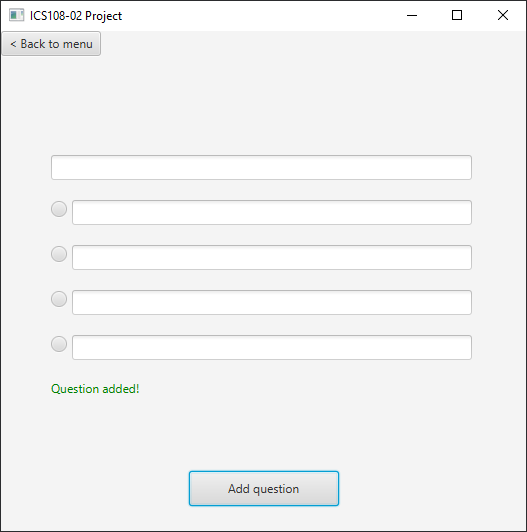 ICS108-02 Project
< Back to menu
Question added!
Add question